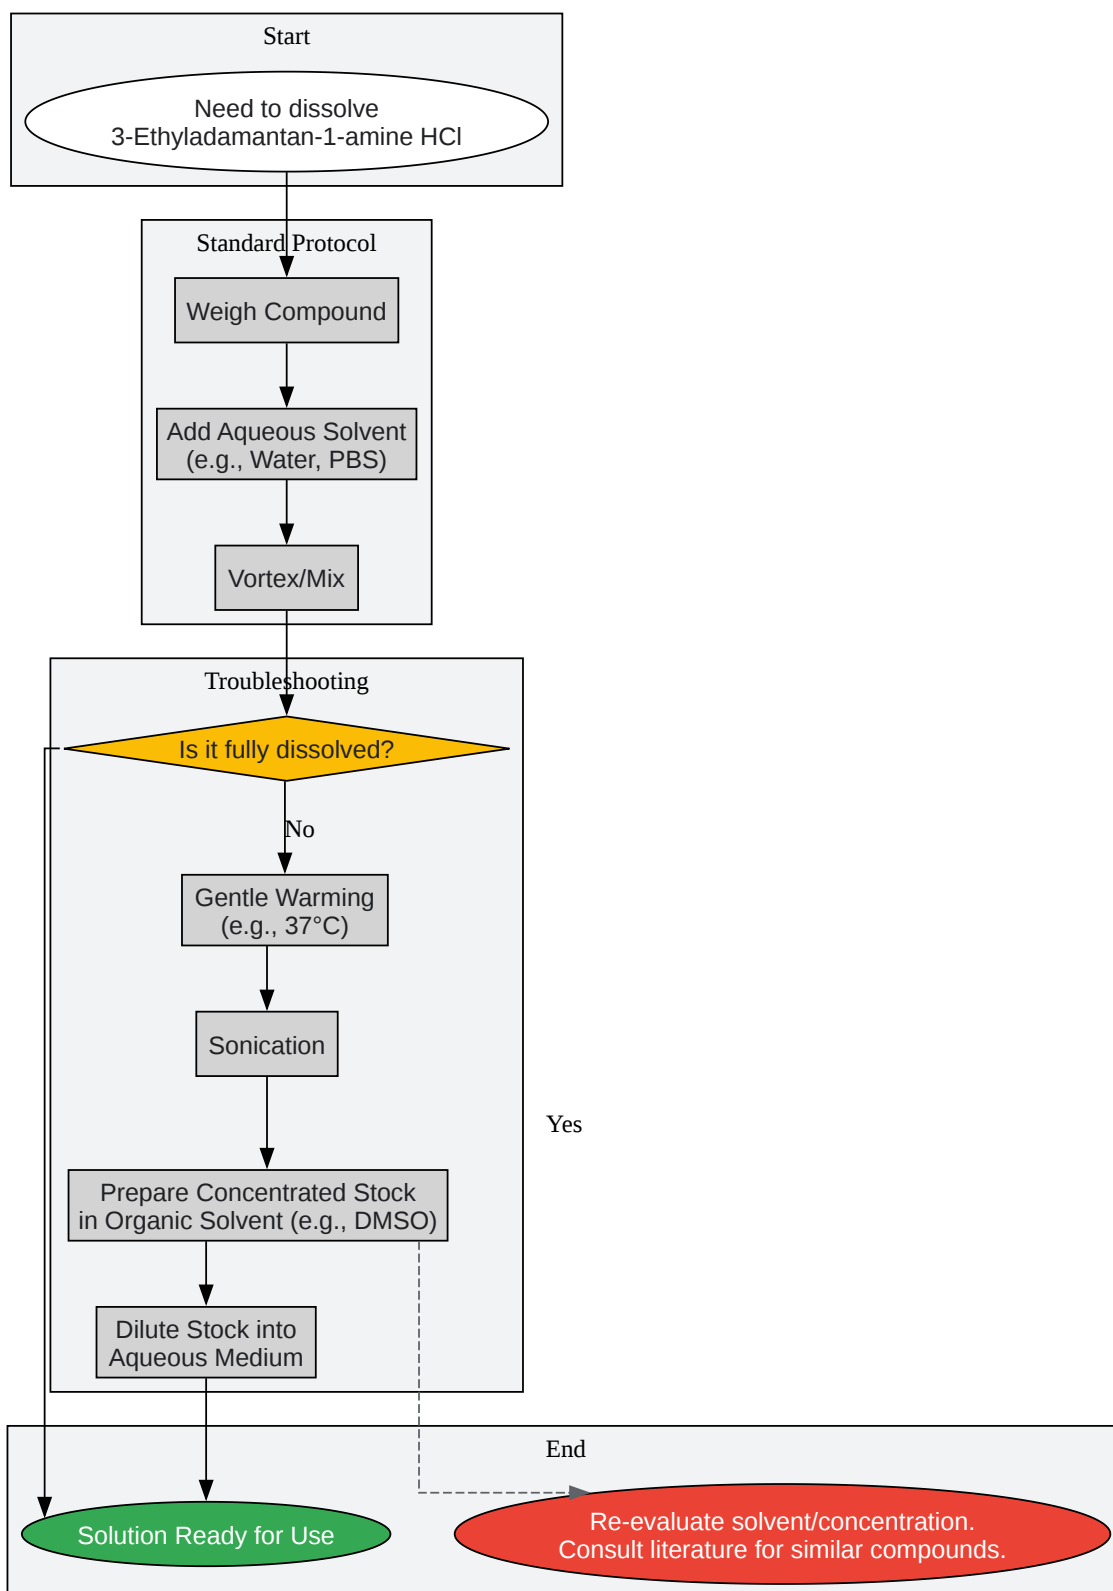 Start
Need to dissolve
3-Ethyladamantan-1-amine HCl
Standard Protocol
Weigh Compound
Add Aqueous Solvent
(e.g., Water, PBS)
Vortex/Mix
Troubleshooting
Is it fully dissolved?
No
Gentle Warming
(e.g., 37°C)
Sonication
Yes
Prepare Concentrated Stock
in Organic Solvent (e.g., DMSO)
Dilute Stock into
Aqueous Medium
End
Solution Ready for Use
Re-evaluate solvent/concentration.
Consult literature for similar compounds.